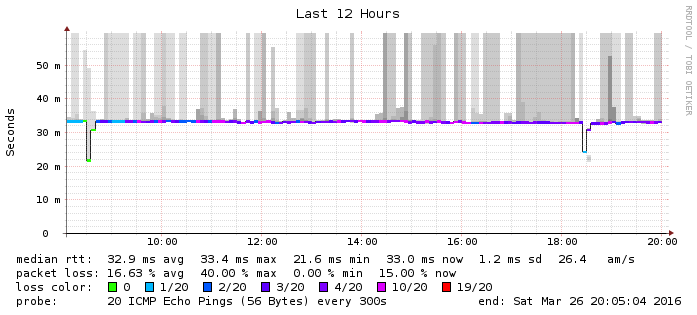 Last 12 Hours
RRDTOOL / TOBI OETIKER
Seconds
50 m
40 m
30 m
20 m
10 m
0
10:00 12:00 14:00 16:00 18:00 20:00
median rtt: 32.9 ms avg 33.4 ms max 21.6 ms min 33.0 ms now 1.2 ms sd 26.4 am/s
packet loss: 16.63 % avg 40.00 % max 0.00 % min 15.00 % now
loss color: 0 1/20 2/20 3/20 4/20 10/20 19/20
probe: 20 ICMP Echo Pings (56 Bytes) every 300s end: Sat Mar 26 20:05:04 2016